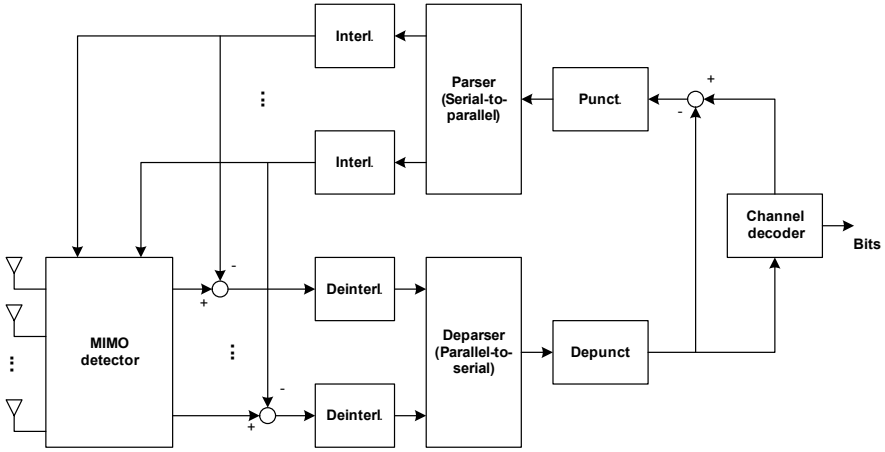 Interl.
Parser
(Serial-to-
parallel)
Punct.
+
-
Interl.
Channel
decoder
Bits
...
MIMO
detector
...
-
+
Deinterl.
Deparser
(Parallel-to-
serial)
Depunct
...
-
+
Deinterl.